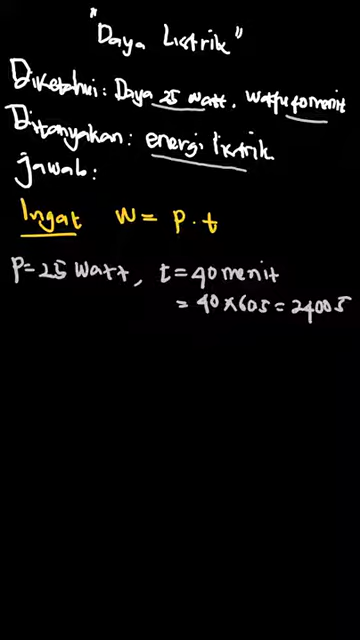 "Daya Listrik"
Diketahui: Daya 25 watt, waktu 40 menit
Ditanyakan: energi listrik
Jawab:
Ingat W = P . t
P = 25 Watt, t = 40 menit
= 40 x 60 s = 2400 s